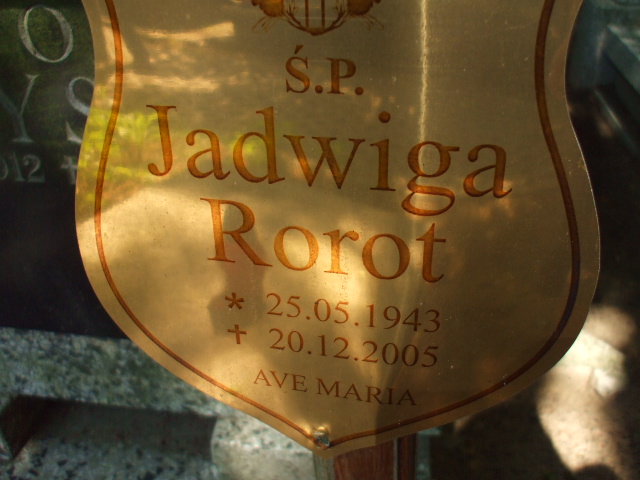 Ś.P.
Jadwiga
Rorot
* 25.05.1943
+ 20.12.2005
AVE MARIA